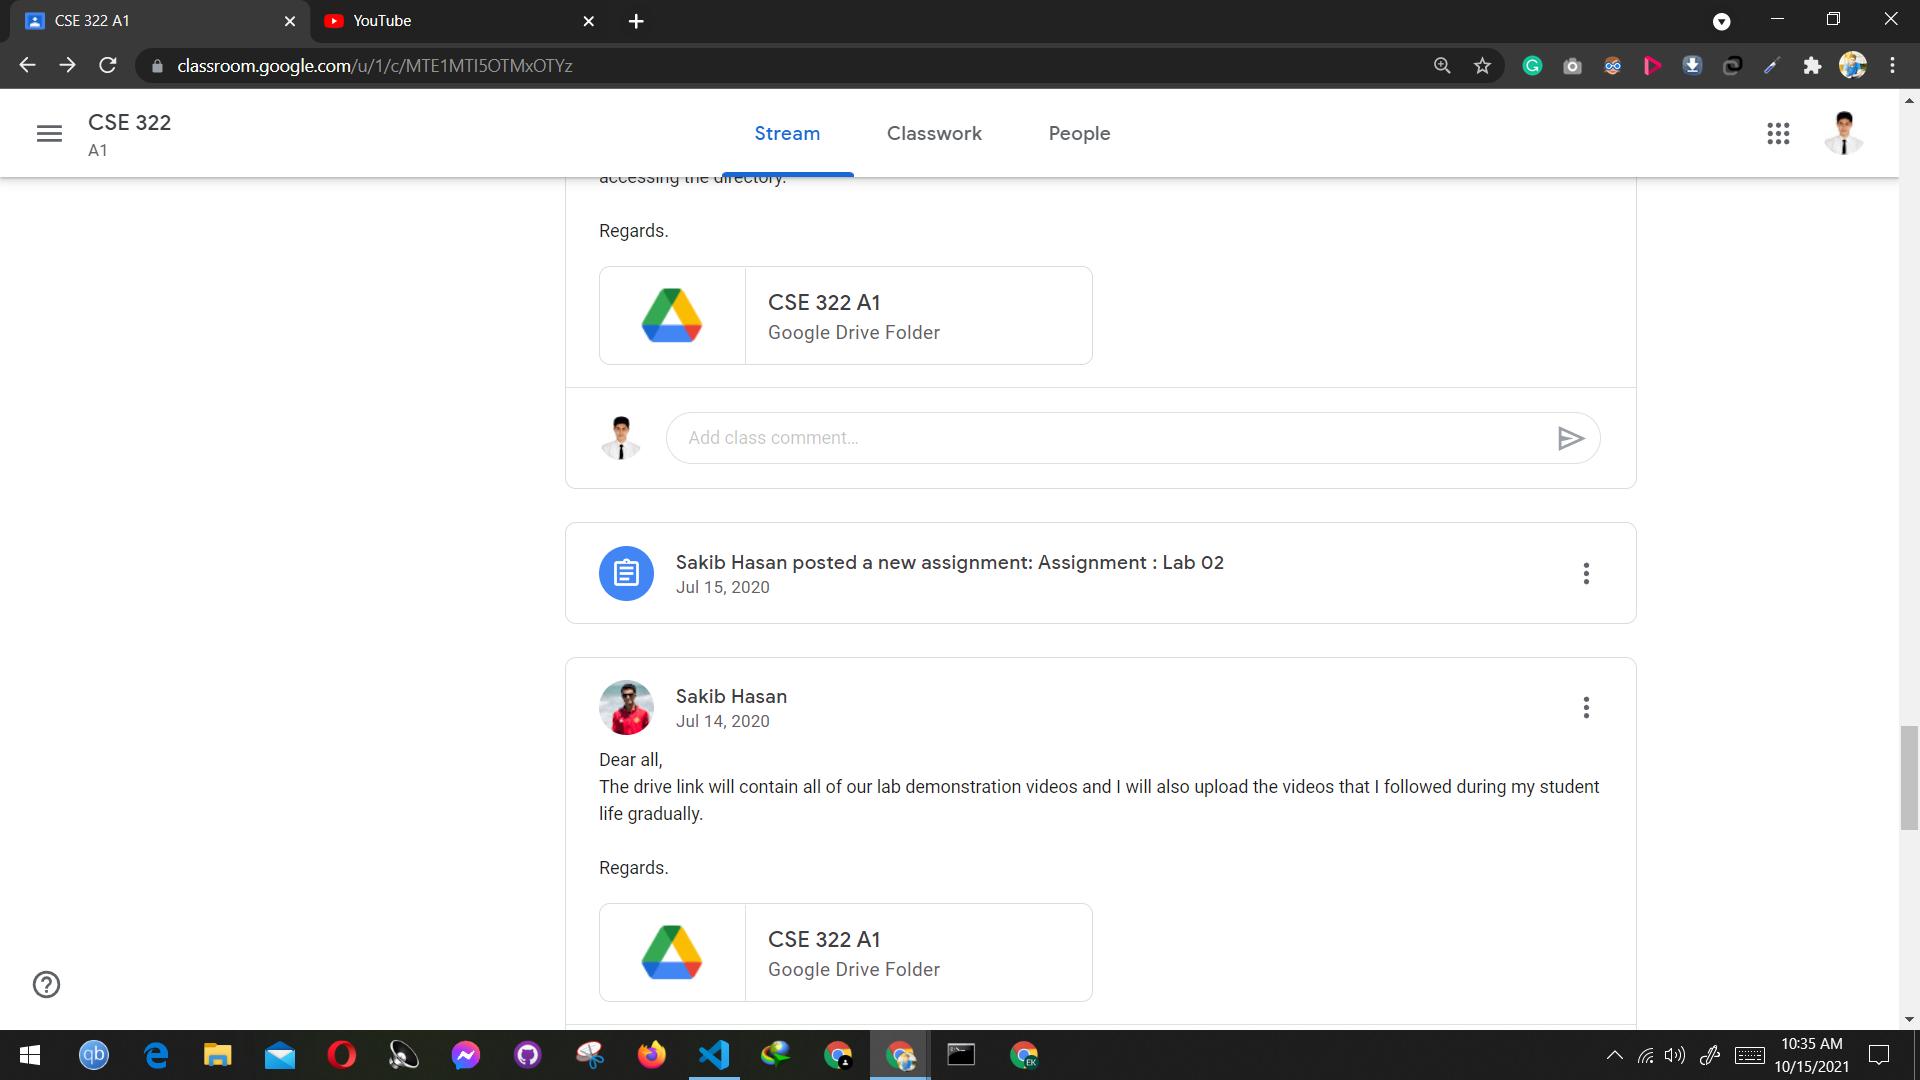 CSE 322 A1
YouTube
classroom.google.com/u/1/c/MTE1MTI5OTMxOTYz
CSE 322
A1
Stream
Classwork
People
accessing the directory.
Regards.
CSE 322 A1
Google Drive Folder
Add class comment...
Sakib Hasan posted a new assignment: Assignment : Lab 02
Jul 15, 2020
Sakib Hasan
Jul 14, 2020
Dear all,
The drive link will contain all of our lab demonstration videos and I will also upload the videos that I followed during my student
life gradually.
Regards.
CSE 322 A1
Google Drive Folder
qb
EK
10:35 AM
10/15/2021